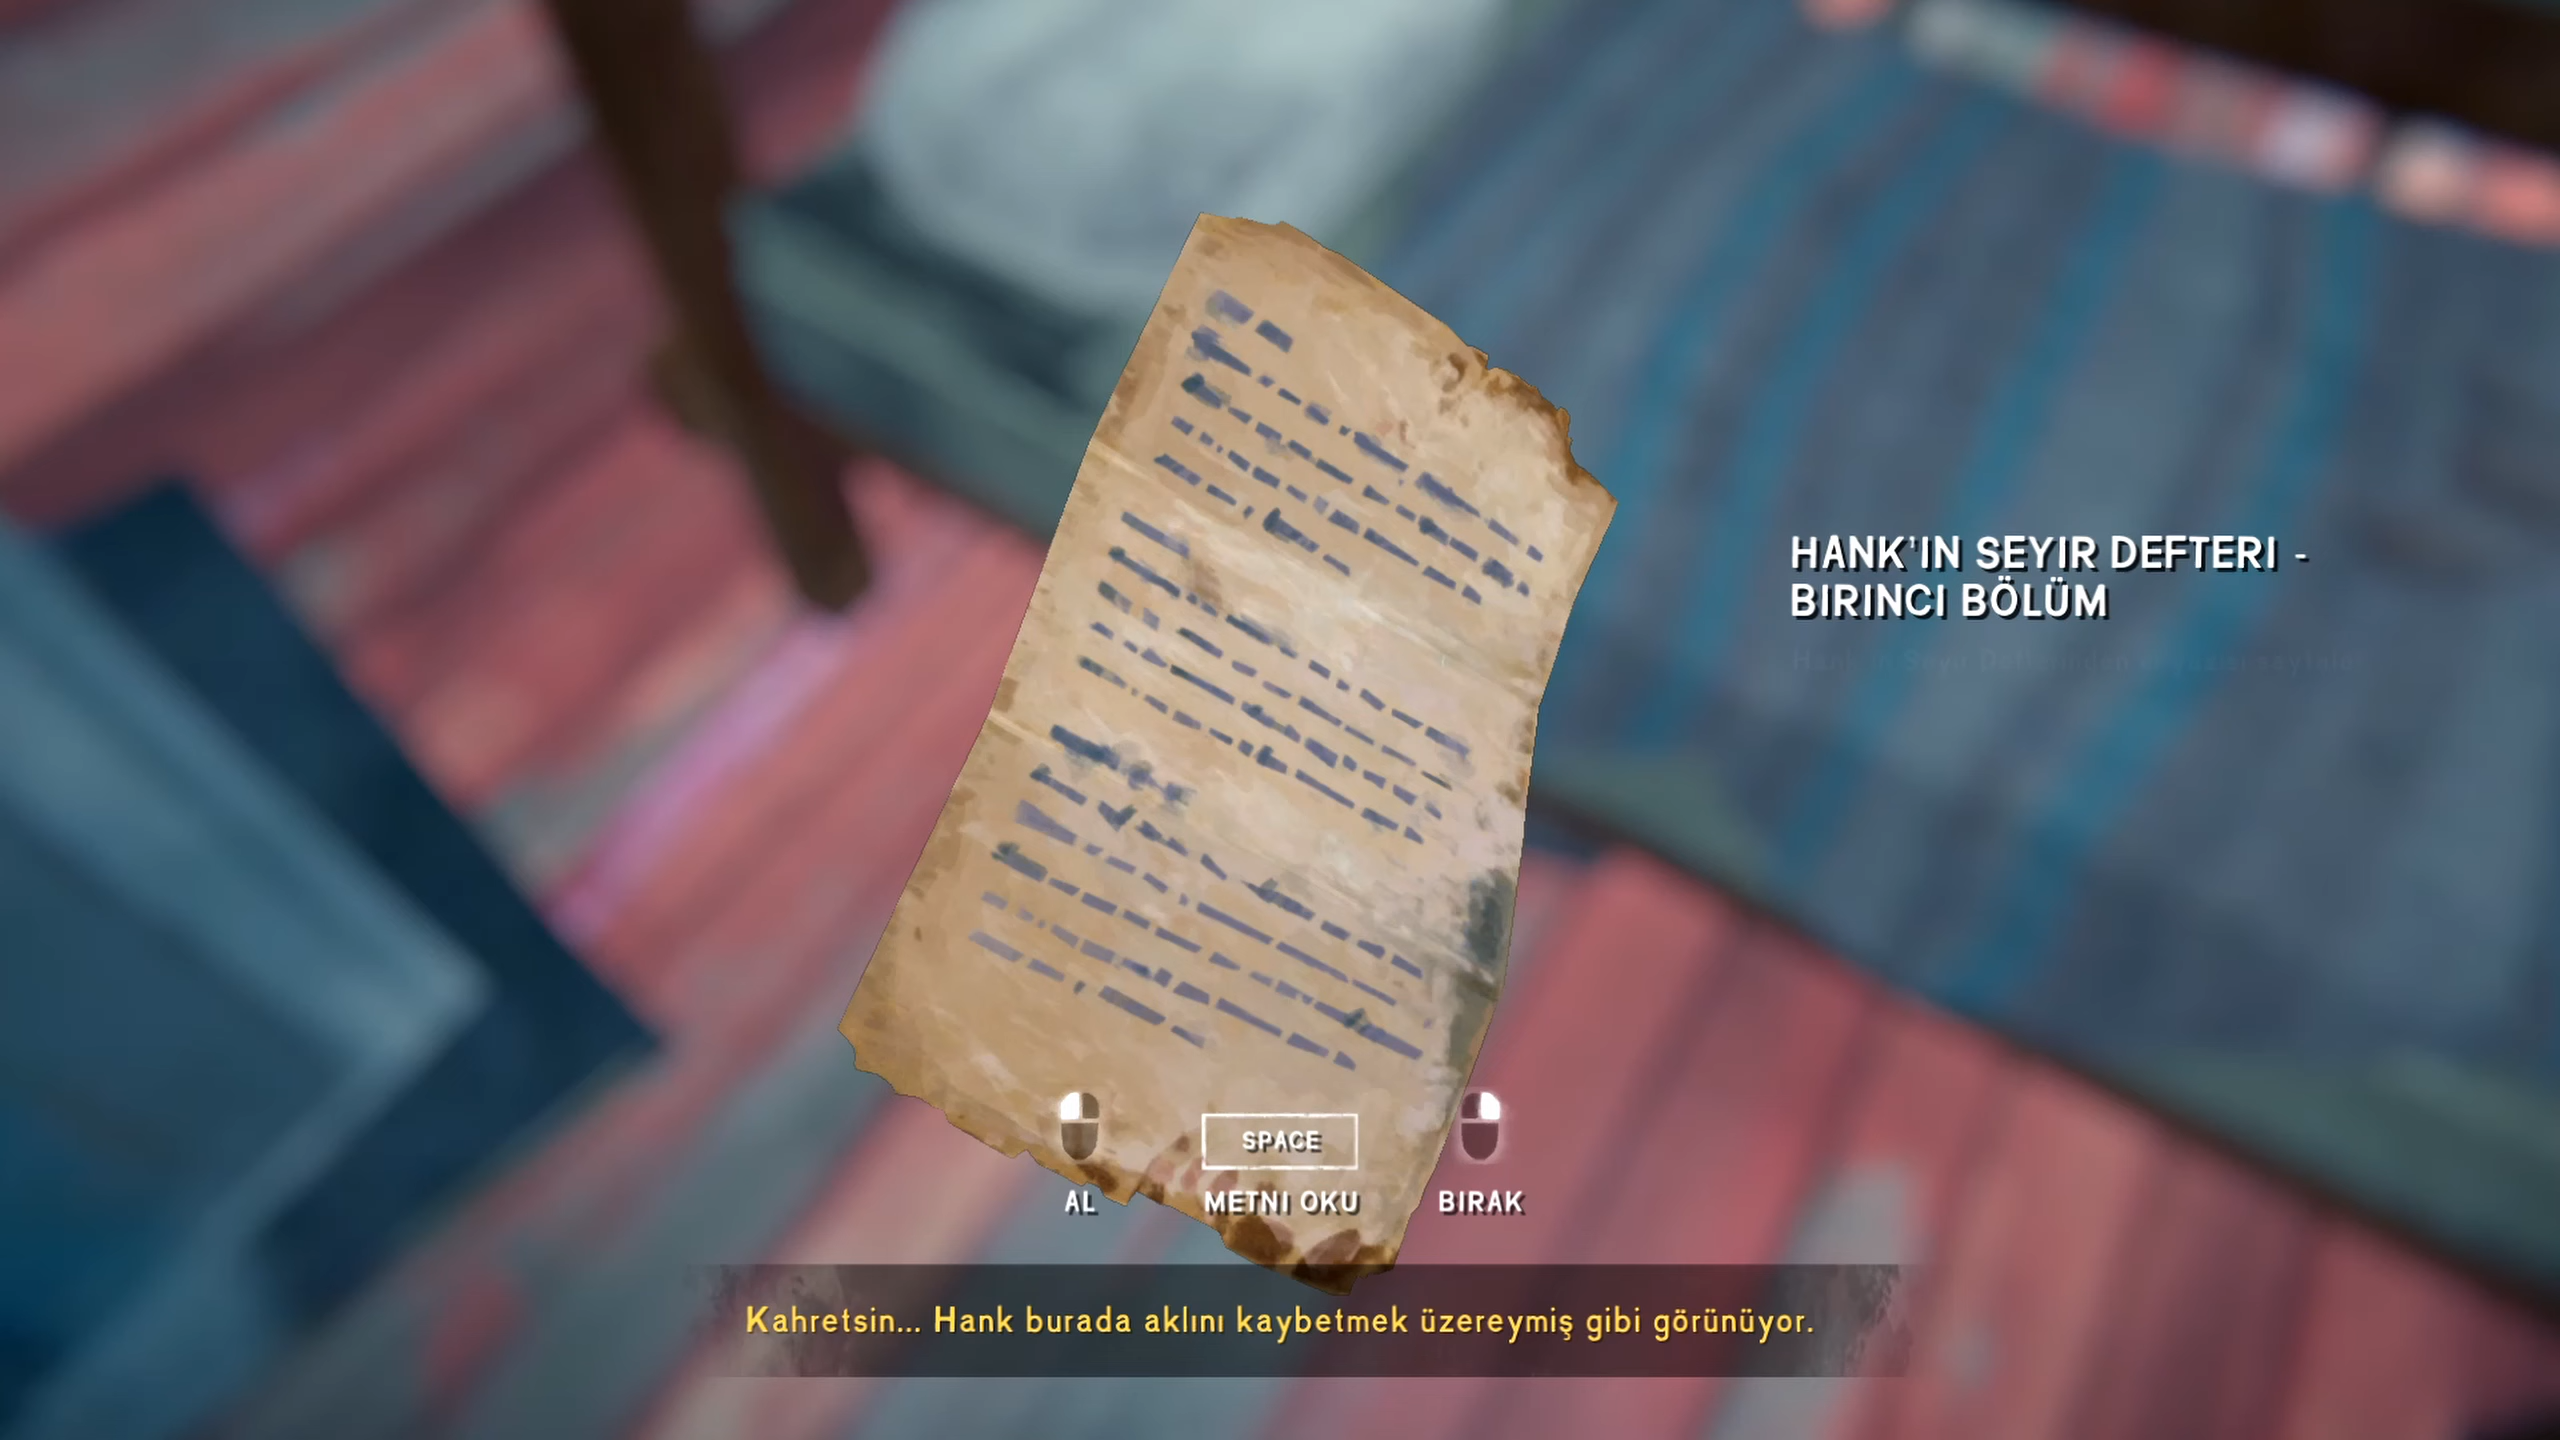 HANK'IN SEYIR DEFTERI -
BIRINCI BÖLÜM
SPACE
AL
METNI OKU
BIRAK
Kahretsin... Hank burada aklını kaybetmek üzereymiş gibi görünüyor.